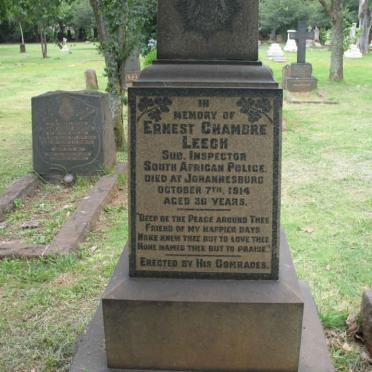 IN
MEMORY OF
ERNEST CHAMBRE
LEECH
SUB. INSPECTOR
SOUTH AFRICAN POLICE,
DIED AT JOHANNESBURG
OCTOBER 7TH, 1914
AGED 36 YEARS.
"DEEP BE THE PEACE AROUND THEE
FRIEND OF MY HAPPIER DAYS
NONE KNEW THEE BUT TO LOVE THEE
NONE NAMED THEE BUT TO PRAISE".
ERECTED BY HIS COMRADES.